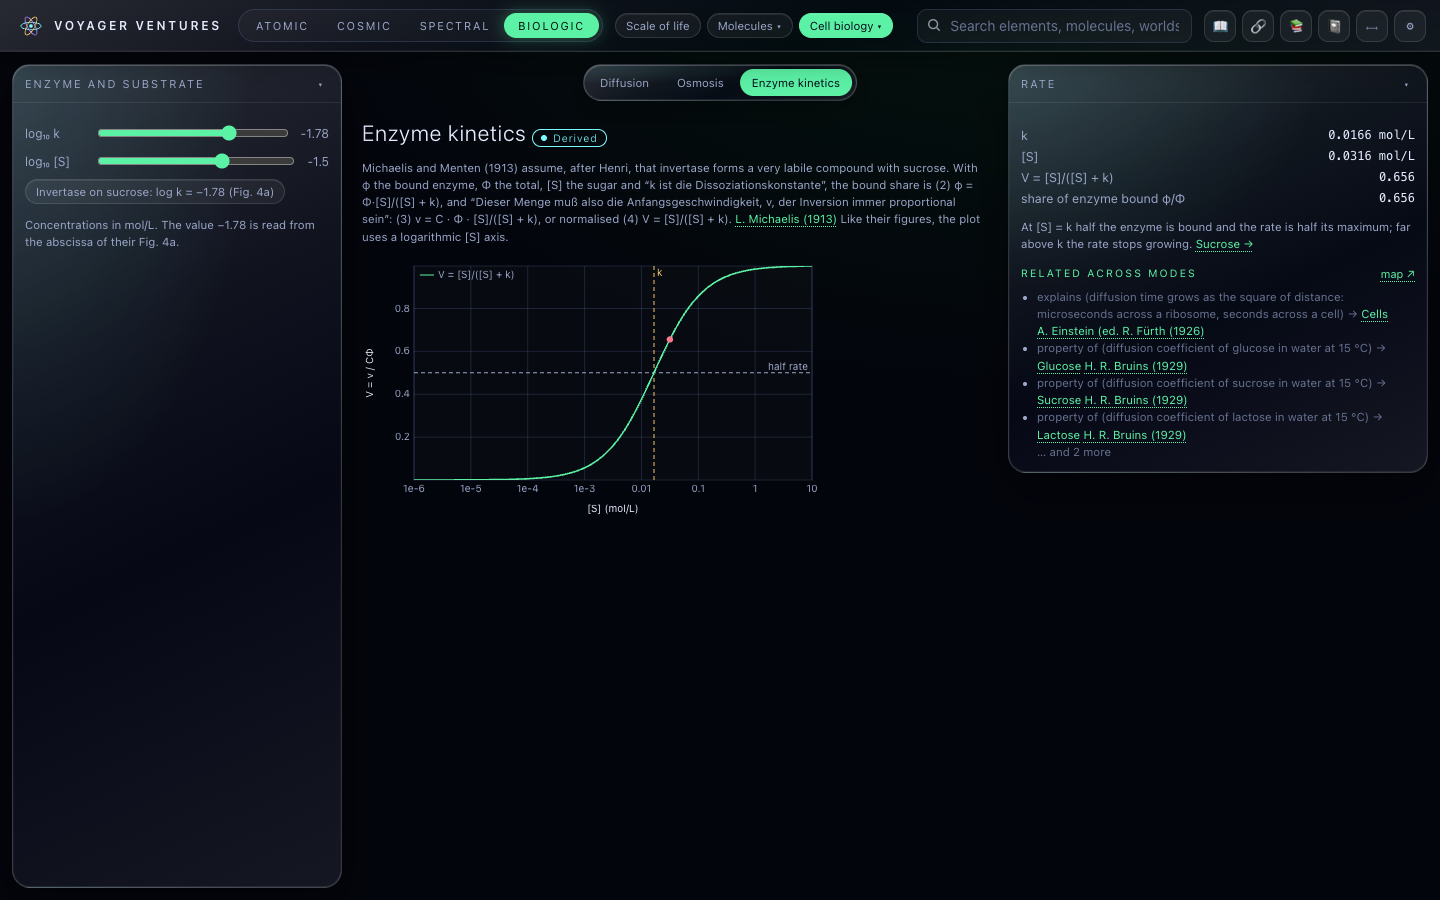 VOYAGER VENTURES
ATOMIC COSMIC SPECTRAL BIOLOGIC
Scale of life Molecules Cell biology
Search elements, molecules, worlds
ENZYME AND SUBSTRATE
log₁₀ k -1.78
log₁₀ [S] -1.5
Invertase on sucrose: log k = −1.78 (Fig. 4a)
Concentrations in mol/L. The value −1.78 is read from
the abscissa of their Fig. 4a.
Diffusion Osmosis Enzyme kinetics
Enzyme kinetics Derived
Michaelis and Menten (1913) assume, after Henri, that invertase forms a very labile compound with sucrose. With
φ the bound enzyme, Φ the total, [S] the sugar and “k ist die Dissoziationskonstante”, the bound share is (2) φ =
Φ·[S]/([S] + k), and “Dieser Menge muß also die Anfangsgeschwindigkeit, v, der Inversion immer proportional
sein”: (3) v = C · Φ · [S]/([S] + k), or normalised (4) V = [S]/([S] + k). L. Michaelis (1913) Like their figures, the plot
uses a logarithmic [S] axis.
V = [S]/([S] + k)
k
half rate
0.8
0.6
0.4
0.2
V = v / CΦ
1e-6 1e-5 1e-4 1e-3 0.01 0.1 1 10
[S] (mol/L)
RATE
k 0.0166 mol/L
[S] 0.0316 mol/L
V = [S]/([S] + k) 0.656
share of enzyme bound φ/Φ 0.656
At [S] = k half the enzyme is bound and the rate is half its maximum; far
above k the rate stops growing. Sucrose →
RELATED ACROSS MODES map ↗
explains (diffusion time grows as the square of distance:
microseconds across a ribosome, seconds across a cell) → Cells
A. Einstein (ed. R. Fürth (1926)
property of (diffusion coefficient of glucose in water at 15 °C) →
Glucose H. R. Bruins (1929)
property of (diffusion coefficient of sucrose in water at 15 °C) →
Sucrose H. R. Bruins (1929)
property of (diffusion coefficient of lactose in water at 15 °C) →
Lactose H. R. Bruins (1929)
… and 2 more